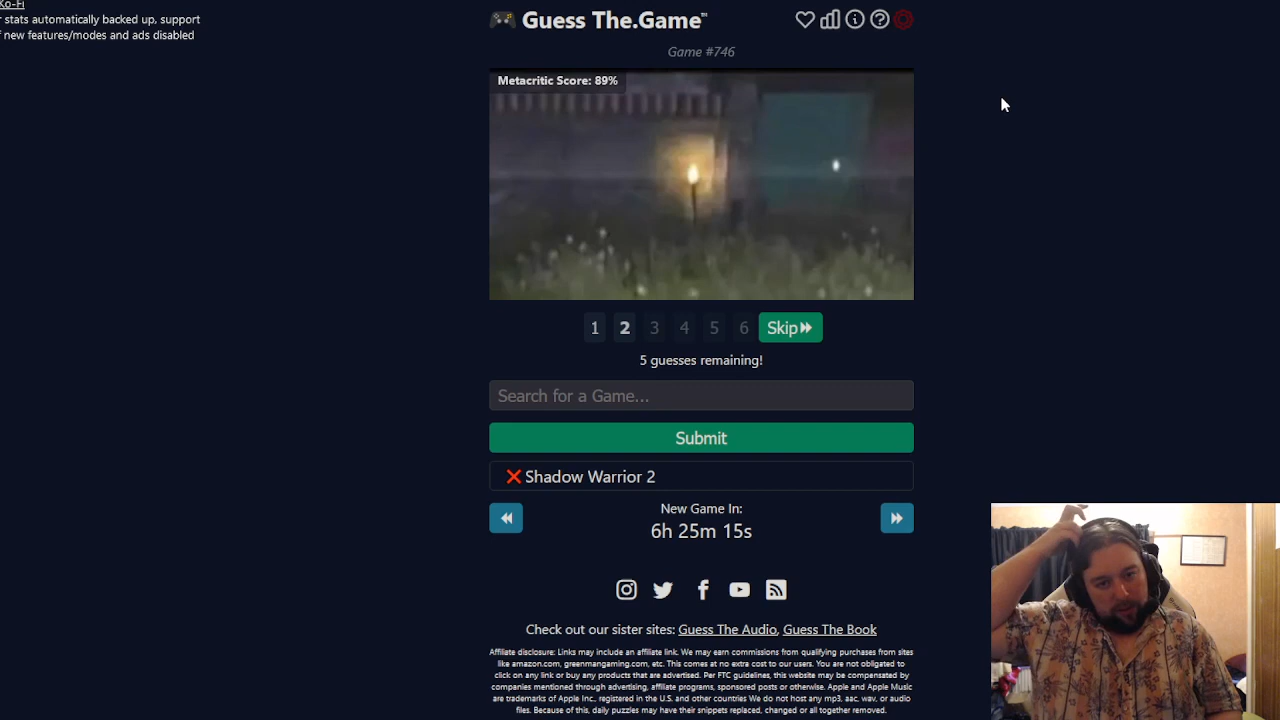 Ko-Fi
r stats automatically backed up, support
f new features/modes and ads disabled
Guess The.Game™
Game #746
Metacritic Score: 89%
1 2 3 4 5 6 Skip
5 guesses remaining!
Search for a Game...
Submit
❌ Shadow Warrior 2
New Game In:
6h 25m 15s
Check out our sister sites: Guess The Audio, Guess The Book
Affiliate disclosure: Links may include an affiliate link. We may earn commissions from qualifying purchases from sites
like amazon.com, greenmangaming.com, etc. This comes at no extra cost to our users. You are not obligated to
click on any link or buy any products that are advertised. Per FTC guidelines, this website may be compensated by
companies mentioned through advertising, affiliate programs, sponsored posts or otherwise. Apple and Apple Music
are trademarks of Apple Inc., registered in the U.S. and other countries We do not host any mp3, aac, wav, or audio
files. Because of this, daily puzzles may have their snippets replaced, changed or all together removed.